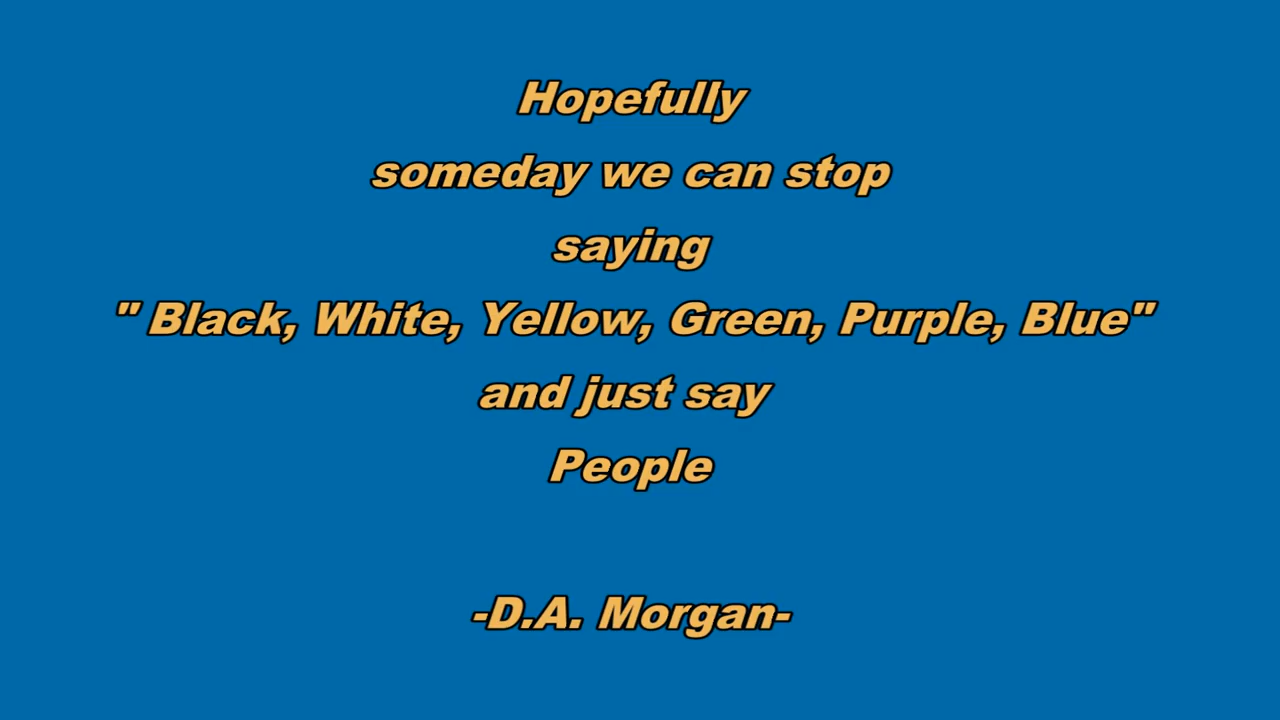 Hopefully
someday we can stop
saying
" Black, White, Yellow, Green, Purple, Blue"
and just say
People
-D.A. Morgan-